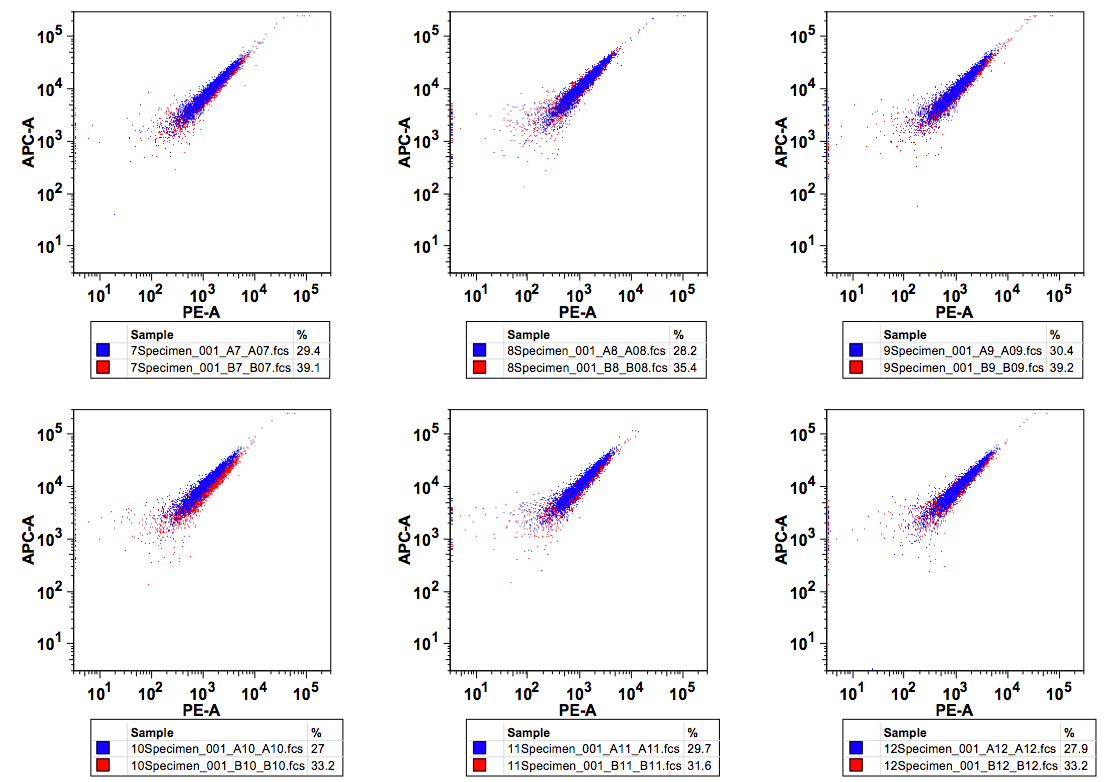 APC-A
10^5
10^4
10^3
10^2
10^1
10^1 10^2 10^3 10^4 10^5
PE-A
Sample %
7Specimen_001_A7_A07.fcs 29.4
7Specimen_001_B7_B07.fcs 39.1
APC-A
10^5
10^4
10^3
10^2
10^1
10^1 10^2 10^3 10^4 10^5
PE-A
Sample %
8Specimen_001_A8_A08.fcs 28.2
8Specimen_001_B8_B08.fcs 35.4
APC-A
10^5
10^4
10^3
10^2
10^1
10^1 10^2 10^3 10^4 10^5
PE-A
Sample %
9Specimen_001_A9_A09.fcs 30.4
9Specimen_001_B9_B09.fcs 39.2
APC-A
10^5
10^4
10^3
10^2
10^1
10^1 10^2 10^3 10^4 10^5
PE-A
Sample %
10Specimen_001_A10_A10.fcs 27
10Specimen_001_B10_B10.fcs 33.2
APC-A
10^5
10^4
10^3
10^2
10^1
10^1 10^2 10^3 10^4 10^5
PE-A
Sample %
11Specimen_001_A11_A11.fcs 29.7
11Specimen_001_B11_B11.fcs 31.6
APC-A
10^5
10^4
10^3
10^2
10^1
10^1 10^2 10^3 10^4 10^5
PE-A
Sample %
12Specimen_001_A12_A12.fcs 27.9
12Specimen_001_B12_B12.fcs 33.2